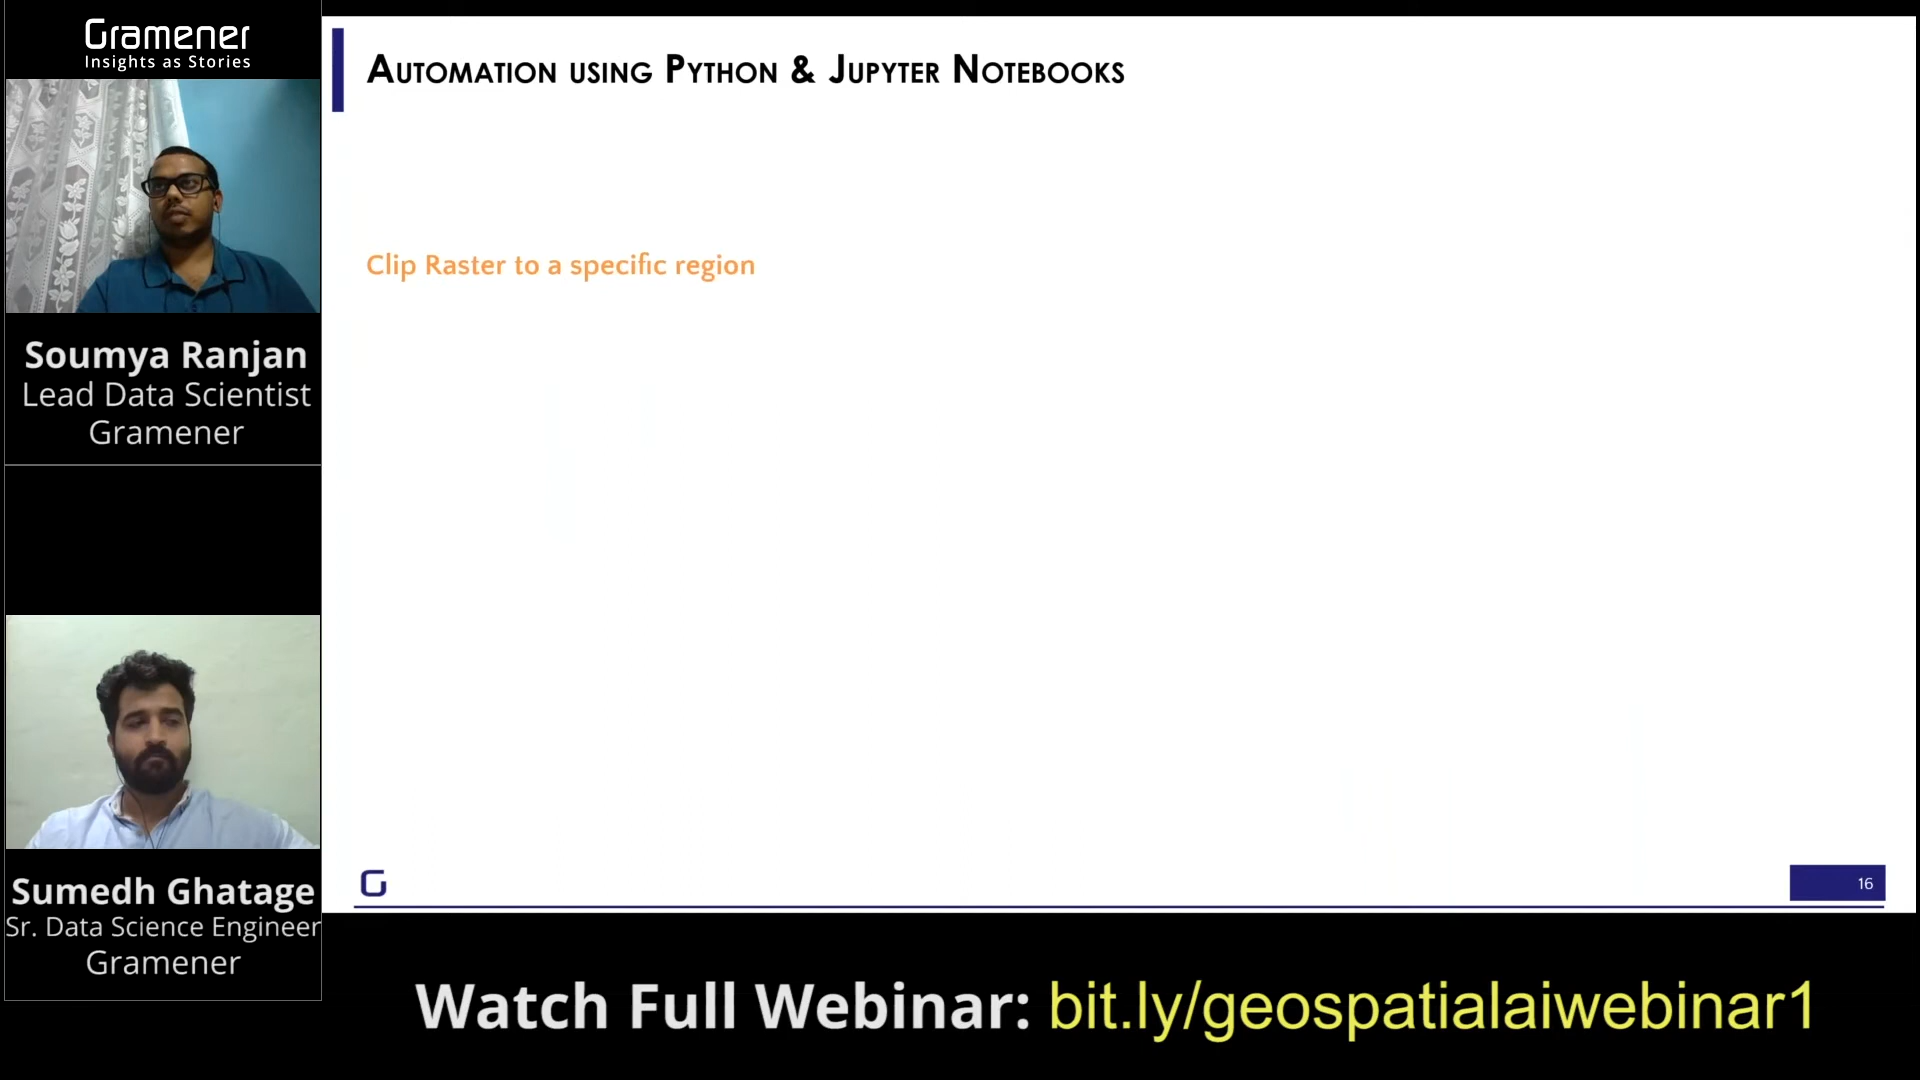 Gramener
Insights as Stories
Soumya Ranjan
Lead Data Scientist
Gramener
Sumedh Ghatage
Sr. Data Science Engineer
Gramener
Automation using Python & Jupyter Notebooks
Clip Raster to a specific region
G
16
Watch Full Webinar: bit.ly/geospatialaiwebinar1